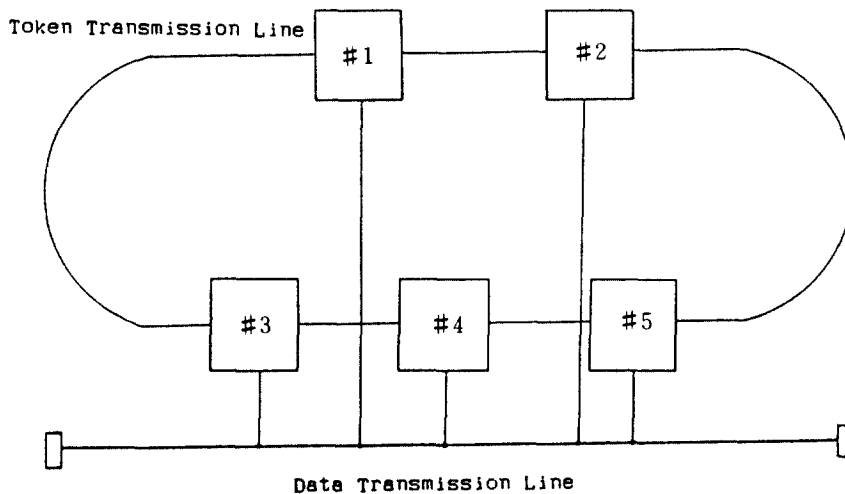 Token Transmission Line
#1
#2
#3
#4
#5
Data Transmission Line